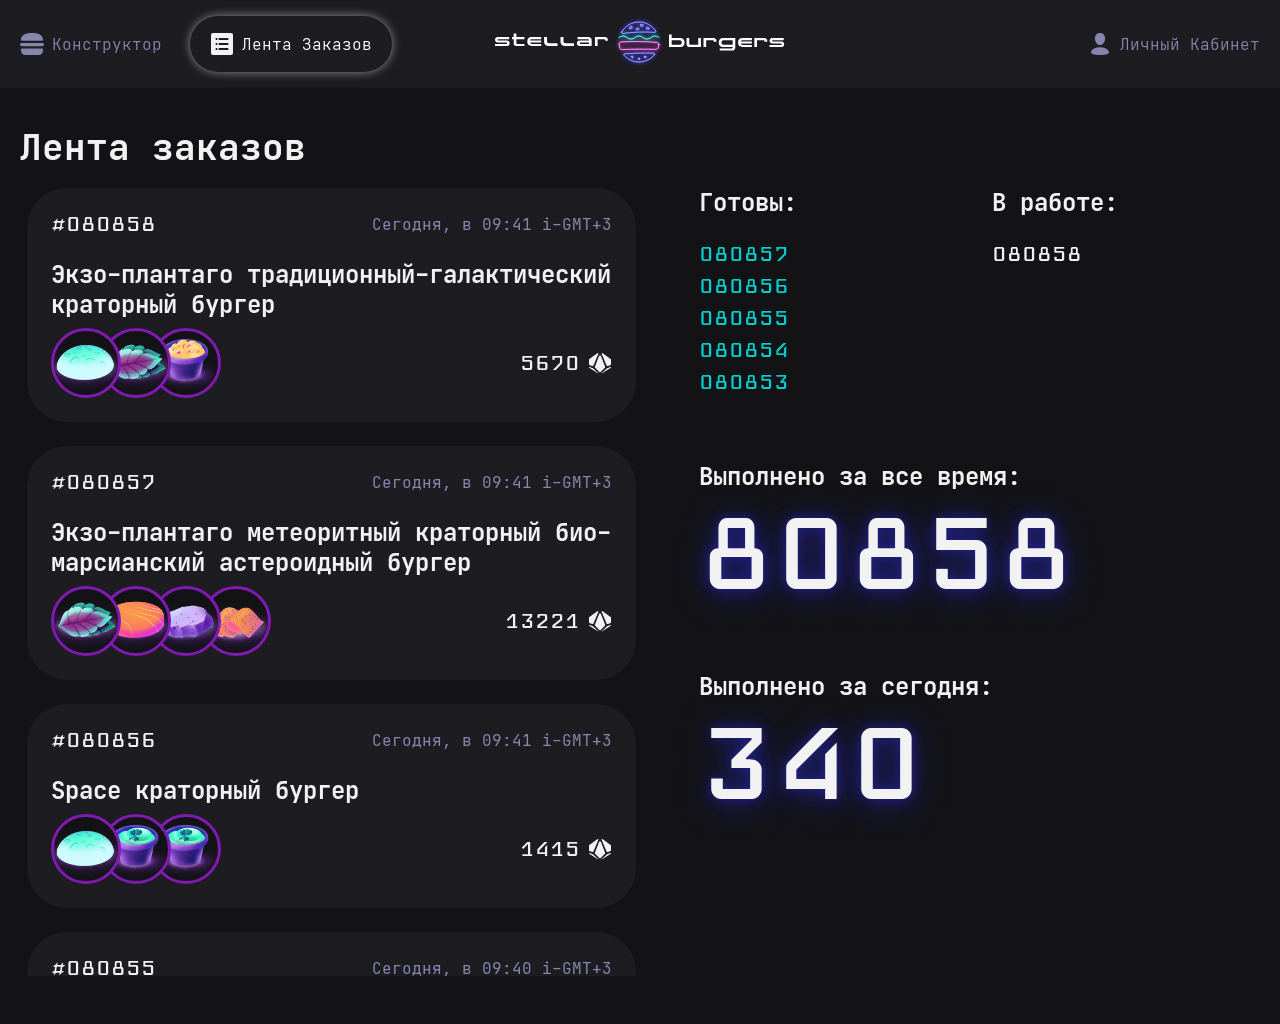 Конструктор
Лента Заказов
stellar burgers
Личный Кабинет
Лента заказов
#080858
Сегодня, в 09:41 i-GMT+3
Экзо-плантаго традиционный-галактический
краторный бургер
5670
#080857
Сегодня, в 09:41 i-GMT+3
Экзо-плантаго метеоритный краторный био-
марсианский астероидный бургер
13221
#080856
Сегодня, в 09:41 i-GMT+3
Space краторный бургер
1415
#080855
Сегодня, в 09:40 i-GMT+3
Готовы:
080857
080856
080855
080854
080853
В работе:
080858
Выполнено за все время:
80858
Выполнено за сегодня:
340